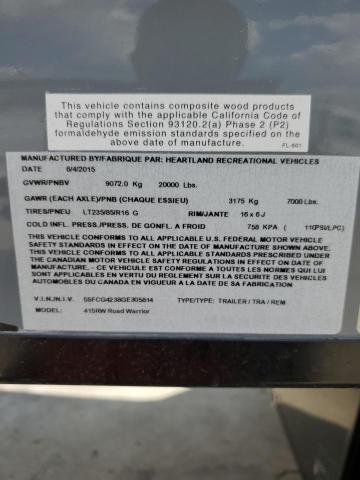 This vehicle contains composite wood products
that comply with the applicable California Code of
Regulations Section 93120.2(a) Phase 2 (P2)
formaldehyde emission standards specified as of
the above date of manufacture.
FL-601
MANUFACTURED BY/FABRIQUE PAR: HEARTLAND RECREATIONAL VEHICLES
DATE 6/4/2015
GVWR/PNBV 9072.0 Kg 20000 Lbs.
GAWR (EACH AXLE)/PNB (CHAQUE ESSIEU) 3175 Kg 7000 Lbs.
TIRES/PNEU LT235/85/R16 G RIM/JANTE 16 x 6 J
COLD INFL. PRESS./PRESS. DE GONFL. A FROID 758 KPA ( 110PSI/LPC)
THIS VEHICLE CONFORMS TO ALL APPLICABLE U.S. FEDERAL MOTOR VEHICLE
SAFETY STANDARDS IN EFFECT ON THE DATE OF MANUFACTURE SHOWN ABOVE.
THIS VEHICLE CONFORMS TO ALL APPLICABLE STANDARDS PRESCRIBED UNDER
THE CANADIAN MOTOR VEHICLE SAFETY REGULATIONS IN EFFECT ON THE
DATE OF MANUFACTURE. CE VEHICULE EST CONFORME A TOUTES LES NORMES
APPLICABLES EN VERTU DU REGLEMENT SUR LA SECURITE DES VEHICLES
AUTOMOBILES DU CANADA EN VIGUEUR A LA DATE DE SA FABRICATION
V.I.N./N.I.V. 5SFCG4238GE305814 TYPE/TYPE: TRAILER / TRA / REM
MODEL: 415RW Road Warrior